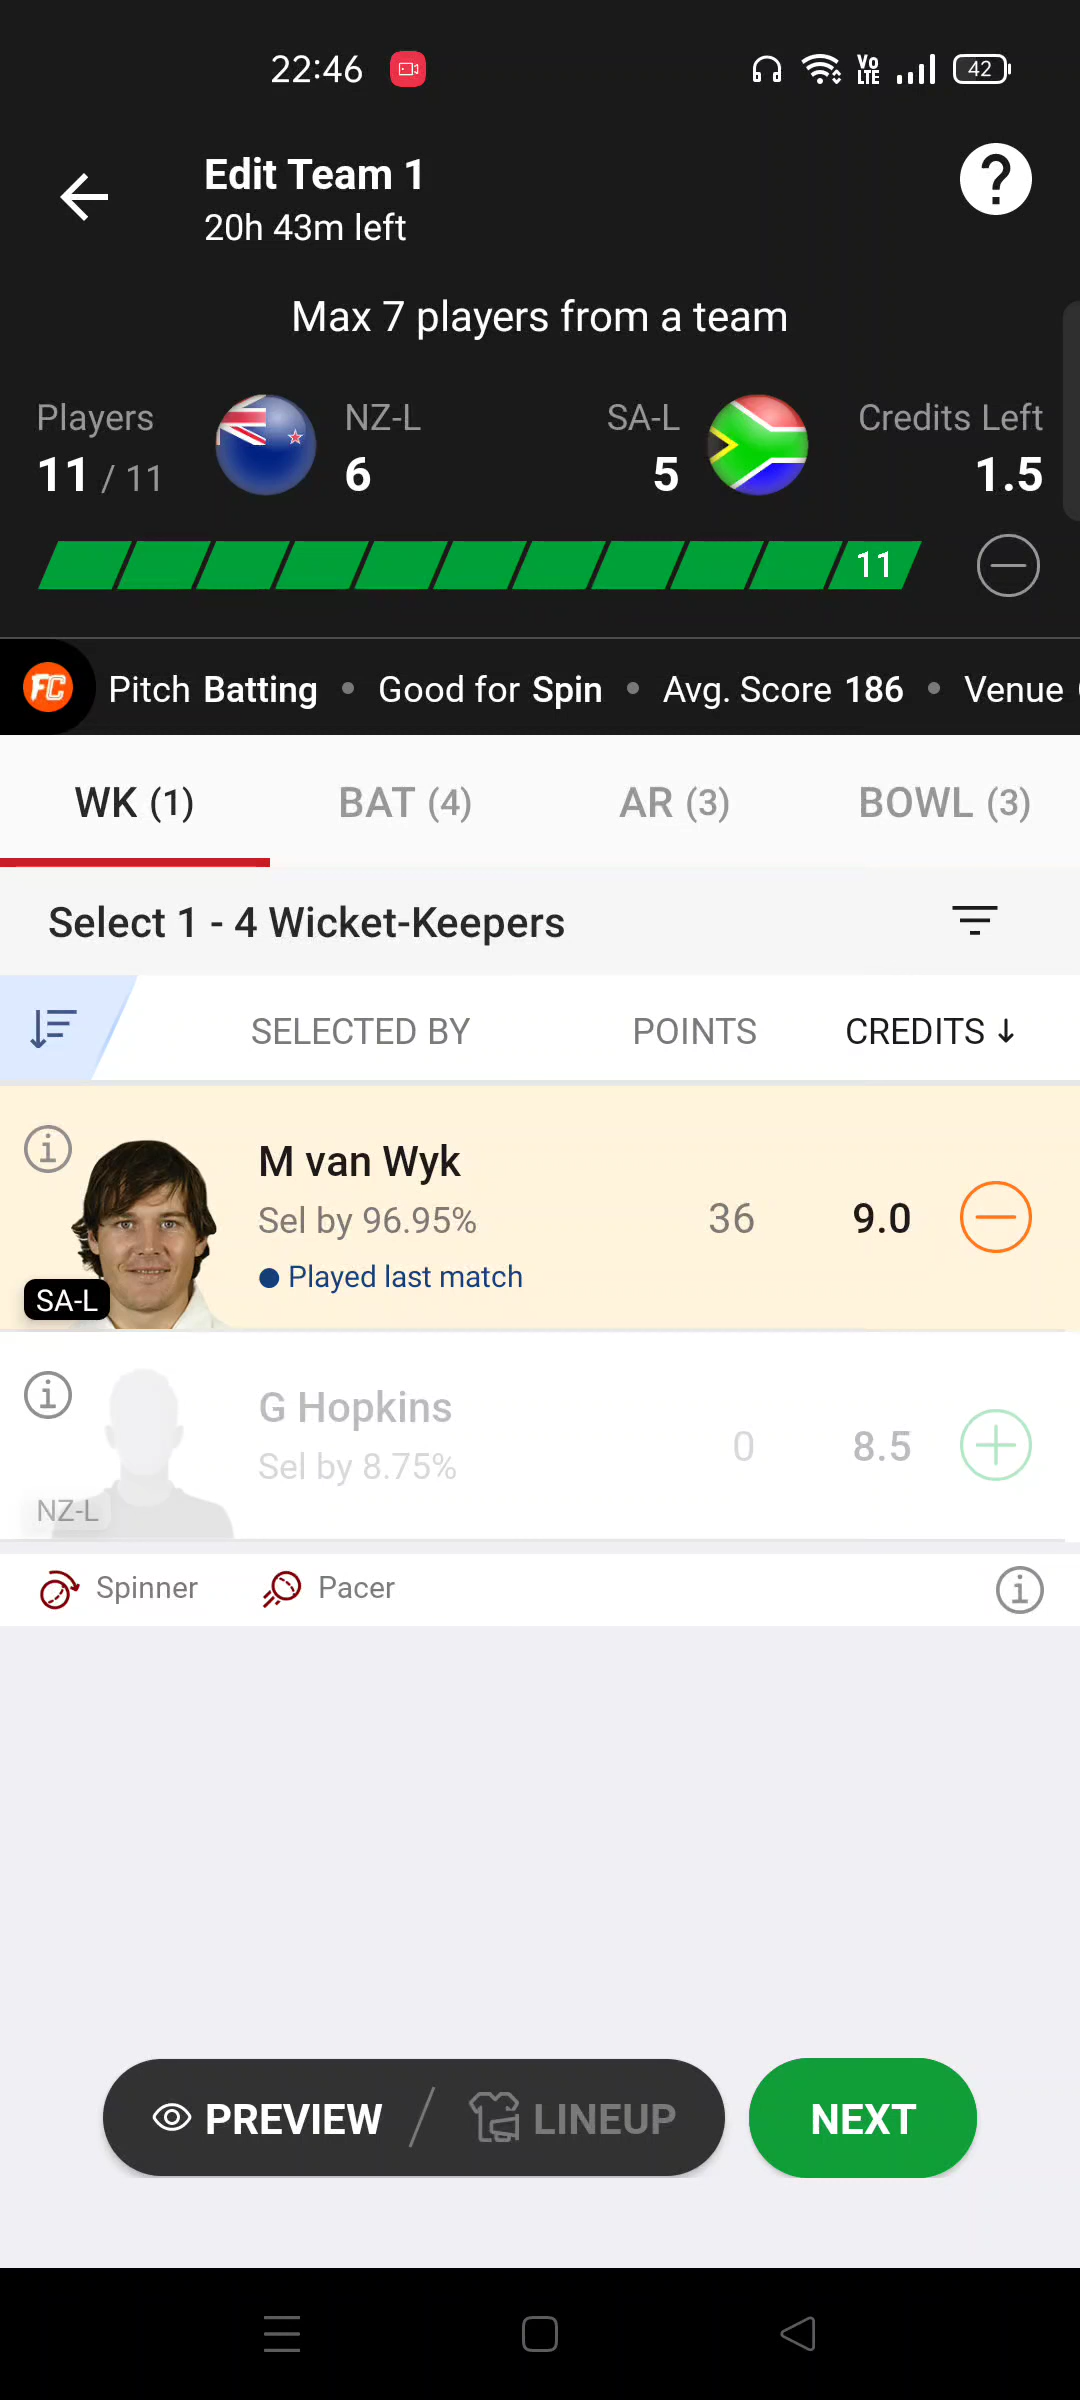 22:46
Vo LTE
42
Edit Team 1
20h 43m left
?
Max 7 players from a team
Players
11 / 11
NZ-L
6
SA-L
5
Credits Left
1.5
11
FC Pitch Batting • Good for Spin • Avg. Score 186 • Venue
WK (1) BAT (4) AR (3) BOWL (3)
Select 1 - 4 Wicket-Keepers
SELECTED BY POINTS CREDITS ↓
M van Wyk
Sel by 96.95% 36 9.0
Played last match
SA-L
G Hopkins
Sel by 8.75% 0 8.5
NZ-L
Spinner Pacer
PREVIEW / LINEUP NEXT